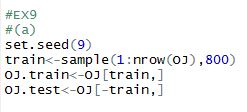 #EX9
#(a)
set.seed(9)
train<-sample(1:nrow(OJ),800)
OJ.train<-OJ[train,]
OJ.test<-OJ[-train,]